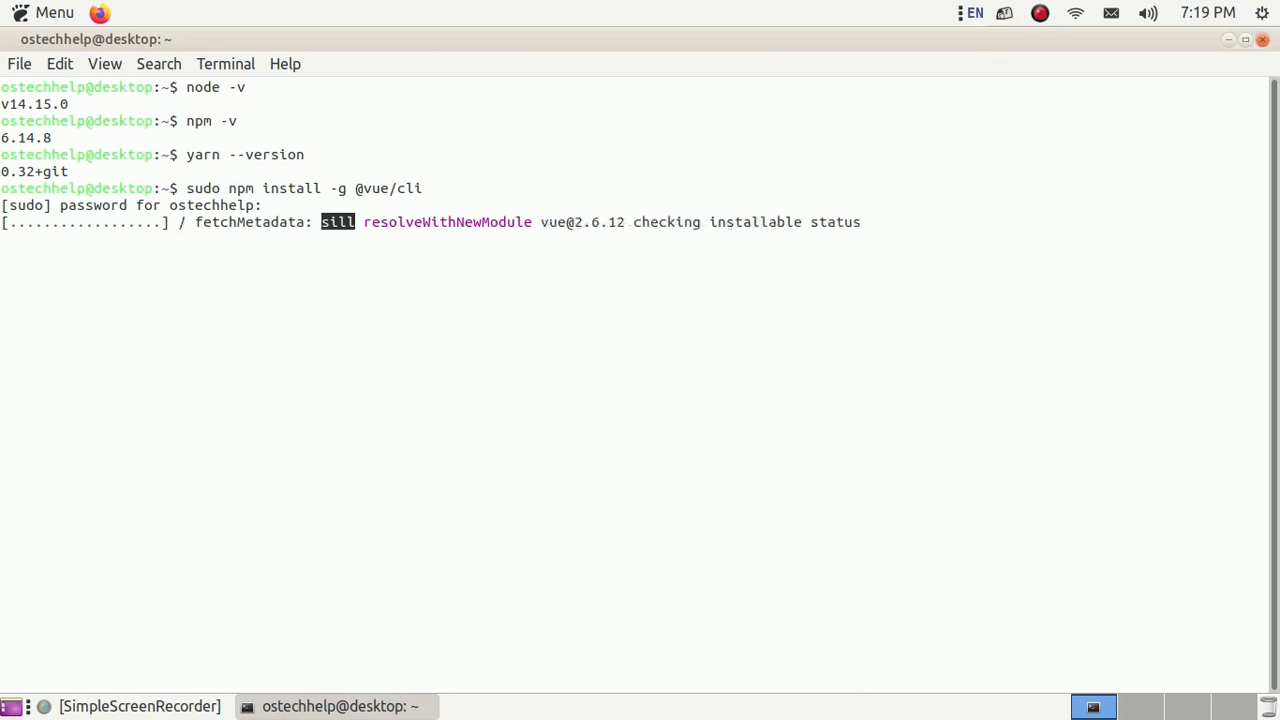 Menu
EN
7:19 PM
ostechhelp@desktop: ~
File Edit View Search Terminal Help
ostechhelp@desktop:~$ node -v
v14.15.0
ostechhelp@desktop:~$ npm -v
6.14.8
ostechhelp@desktop:~$ yarn --version
0.32+git
ostechhelp@desktop:~$ sudo npm install -g @vue/cli
[sudo] password for ostechhelp:
[..................] / fetchMetadata: sill resolveWithNewModule vue@2.6.12 checking installable status
[SimpleScreenRecorder]
ostechhelp@desktop: ~